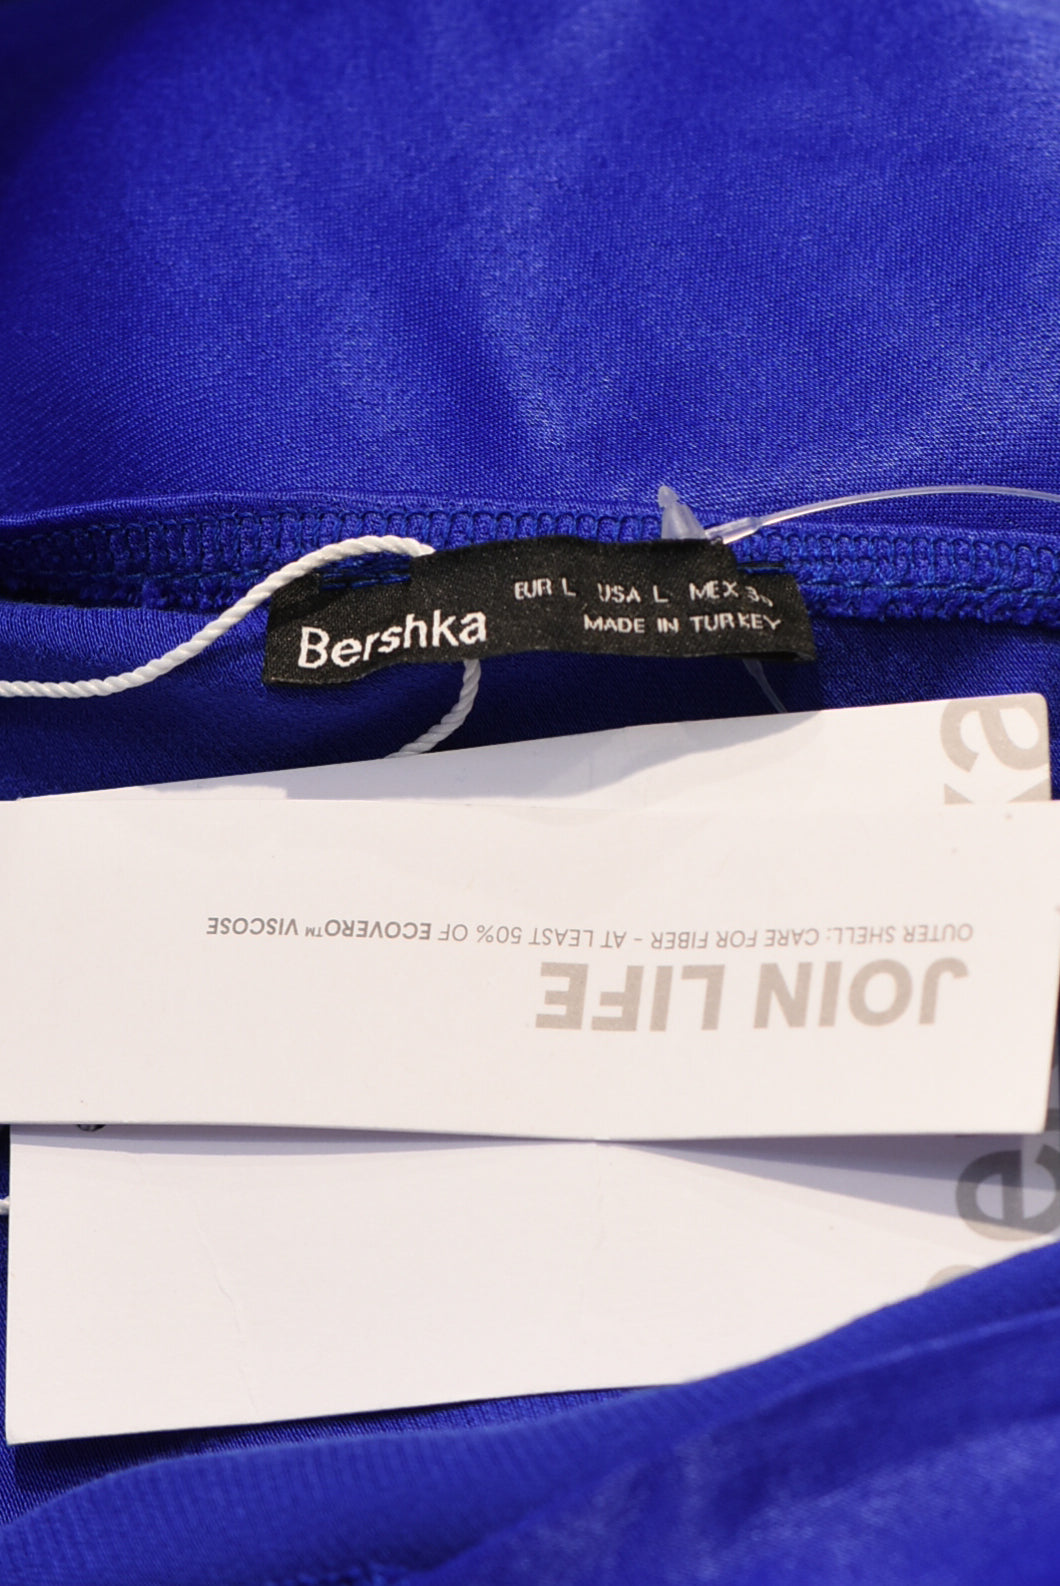 EUR L USA L MEX
Bershka
MADE IN TURKEY
JOIN LIFE
OUTER SHELL: CARE FOR FIBER - AT LEAST 50% OF ECOVERO™ VISCOSE